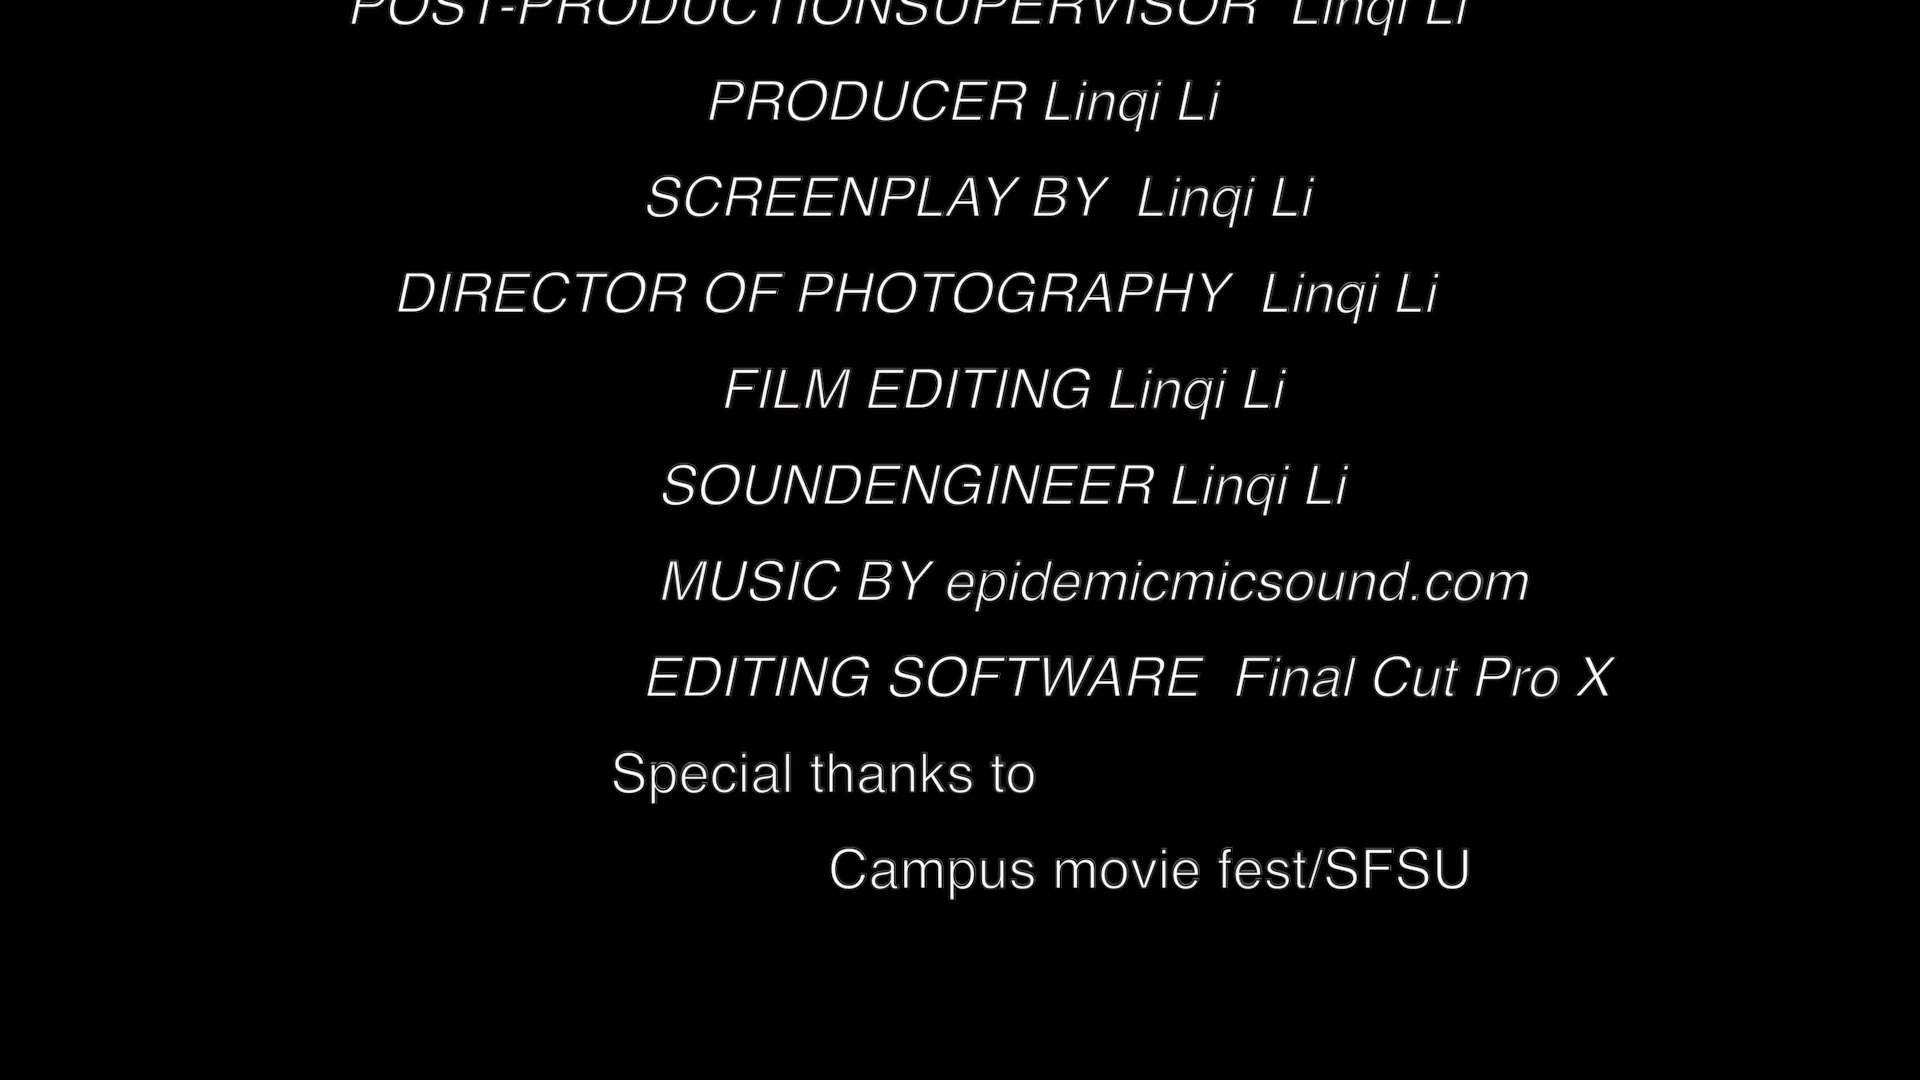 POST-PRODUCTIONSUPERVISOR Linqi Li
PRODUCER Linqi Li
SCREENPLAY BY Linqi Li
DIRECTOR OF PHOTOGRAPHY Linqi Li
FILM EDITING Linqi Li
SOUNDENGINEER Linqi Li
MUSIC BY epidemicmicsound.com
EDITING SOFTWARE Final Cut Pro X
Special thanks to
Campus movie fest/SFSU